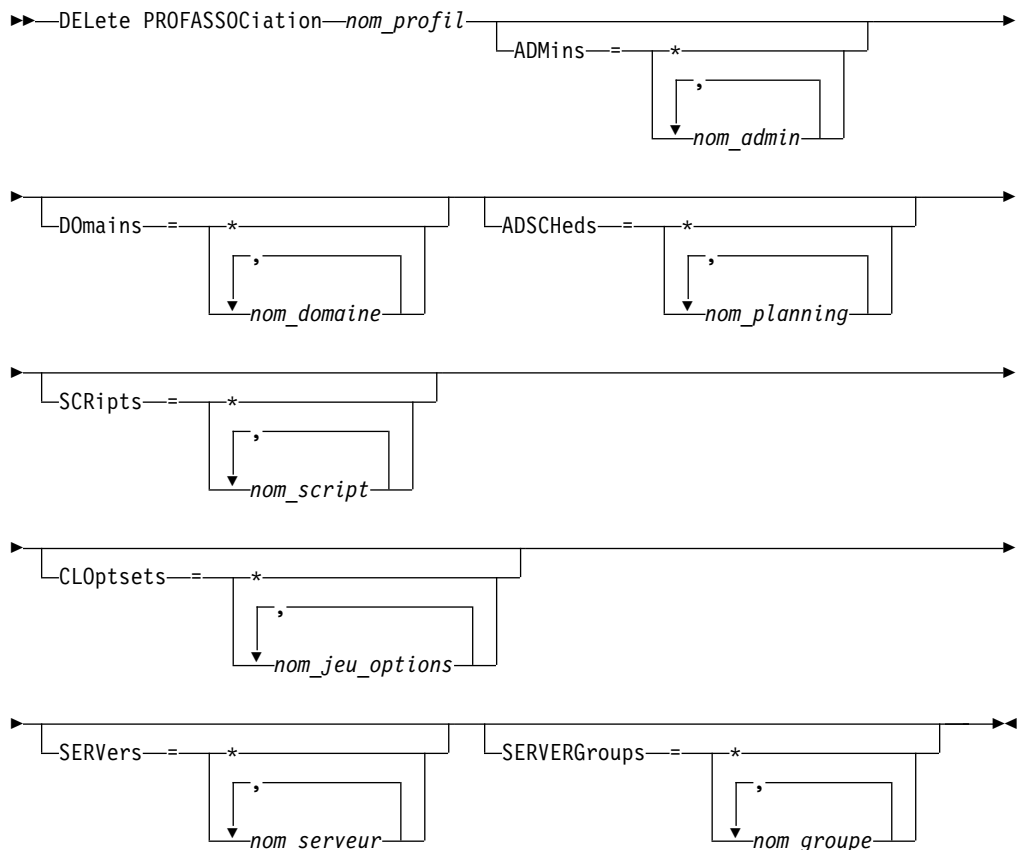 DELete PROFASSOCiation nom_profil
ADMins = *
,
nom_admin
DOmains = * ADSCHeds = *
, ,
nom_domaine nom_planning
SCRipts = *
,
nom_script
CLOptsets = *
,
nom_jeu_options
SERVers = * SERVERGroups = *
, ,
nom_serveur nom_groupe